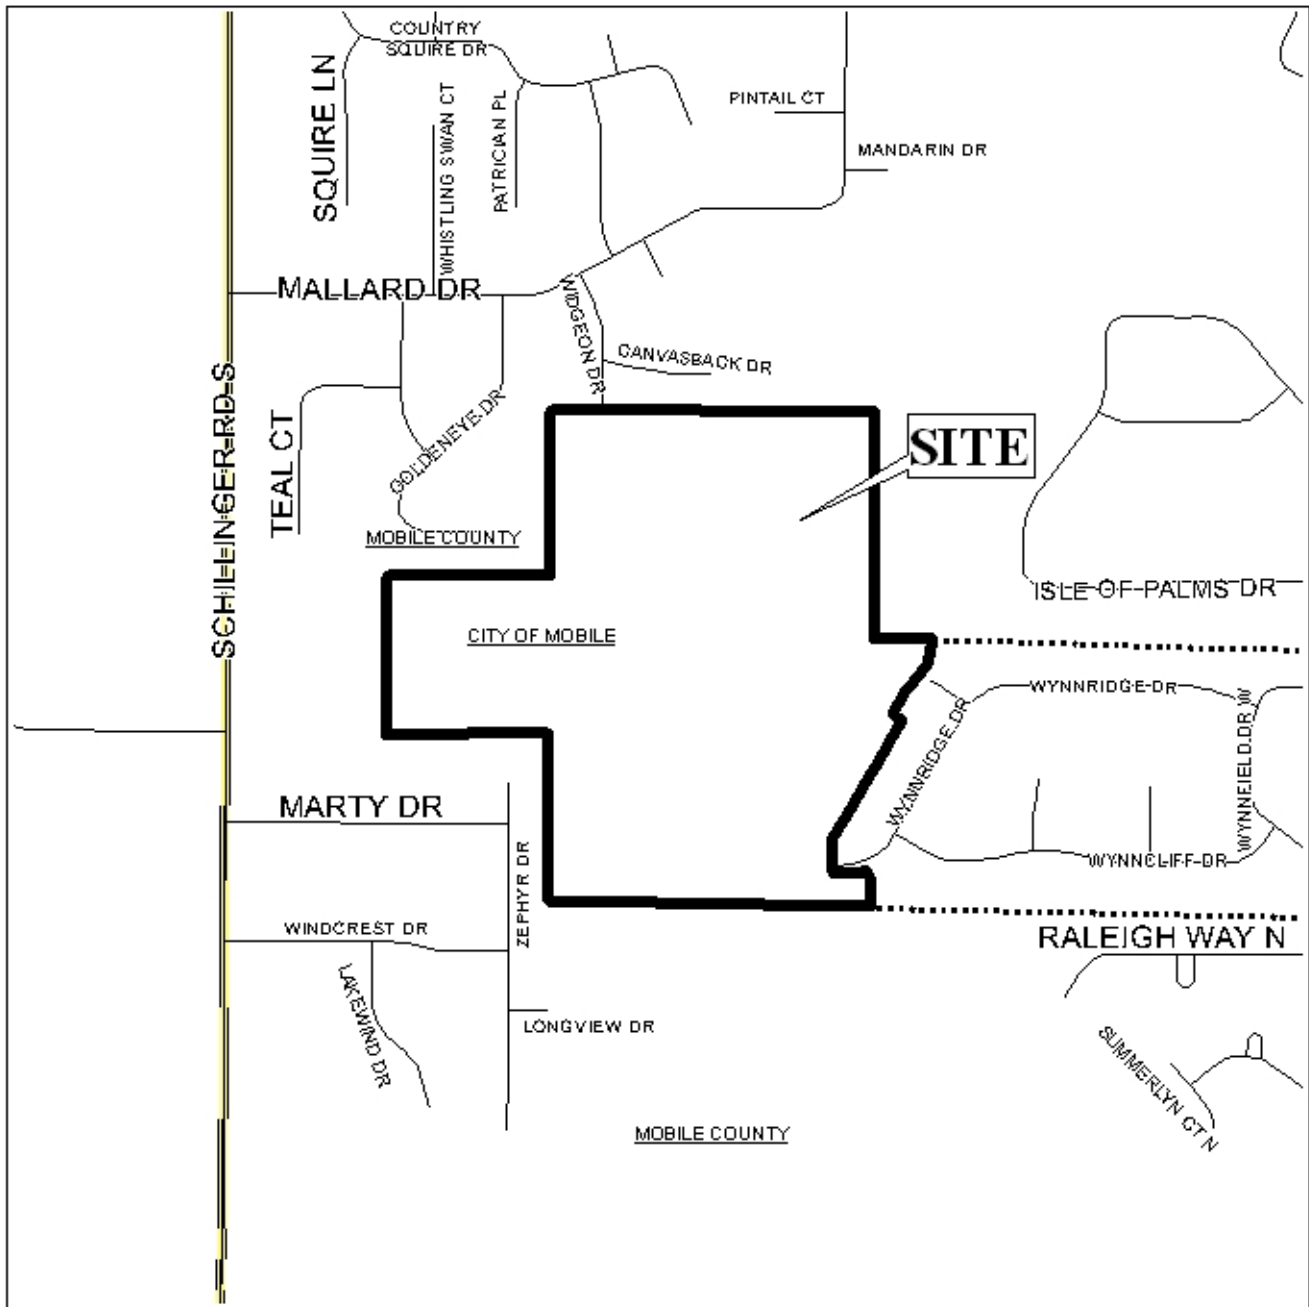 COUNTRY
SQUIRE DR
SQUIRE LN
WHISTLING SWAN CT
PATRICIAN PL
PINTAIL CT
MANDARIN DR
MALLARD DR
WIDGEON DR
CANVASBACK DR
SCHILLINGER RD S
TEAL CT
GOLDENEYE DR
SITE
MOBILE COUNTY
ISLE OF PALMS DR
CITY OF MOBILE
WYNNRIDGE DR
WYNNRIDGE DR
WYNNFIELD DR W
MARTY DR
ZEPHYR DR
WYNNCLIFF DR
WINDCREST DR
RALEIGH WAY N
LAKEWIND DR
LONGVIEW DR
SUMMERLYN CT N
MOBILE COUNTY